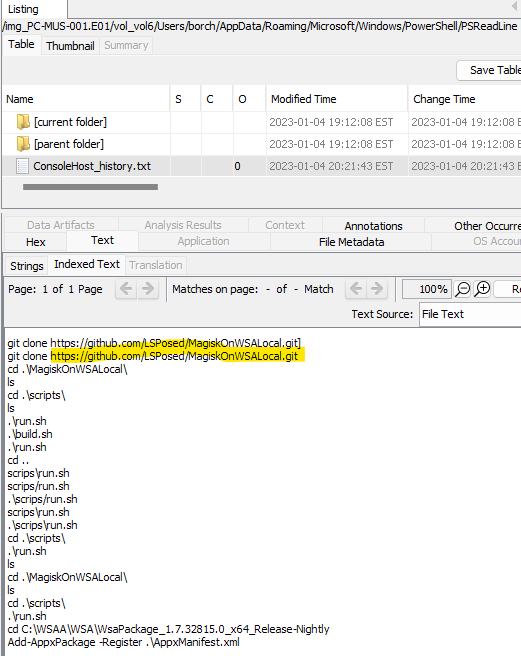 Listing
/img_PC-MUS-001.E01/vol_vol6/Users/borch/AppData/Roaming/Microsoft/Windows/PowerShell/PSReadLine
Table Thumbnail Summary
Save Table
Name S C O Modified Time Change Time
[current folder] 2023-01-04 19:12:08 EST 2023-01-04 19:12:08 E
[parent folder] 2023-01-04 19:12:08 EST 2023-01-04 19:12:08 E
ConsoleHost_history.txt 0 2023-01-04 20:21:43 EST 2023-01-04 20:21:43 E
Data Artifacts Analysis Results Context Annotations Other Occurre
Hex Text Application File Metadata OS Accou
Strings Indexed Text Translation
Page: 1 of 1 Page Matches on page: - of - Match 100% Re
Text Source: File Text
git clone https://github.com/LSPosed/MagiskOnWSALocal.git]
git clone https://github.com/LSPosed/MagiskOnWSALocal.git
cd .\MagiskOnWSALocal\
ls
cd .\scripts\
ls
.\run.sh
.\build.sh
.\run.sh
cd ..
scrips\run.sh
scrips/run.sh
.\scrips/run.sh
scrips\run.sh
.\scrips\run.sh
cd .\scripts\
.\run.sh
ls
cd .\MagiskOnWSALocal\
ls
cd .\scripts\
.\run.sh
cd C:\WSAA\WSA\WsaPackage_1.7.32815.0_x64_Release-Nightly
Add-AppxPackage -Register .\AppxManifest.xml